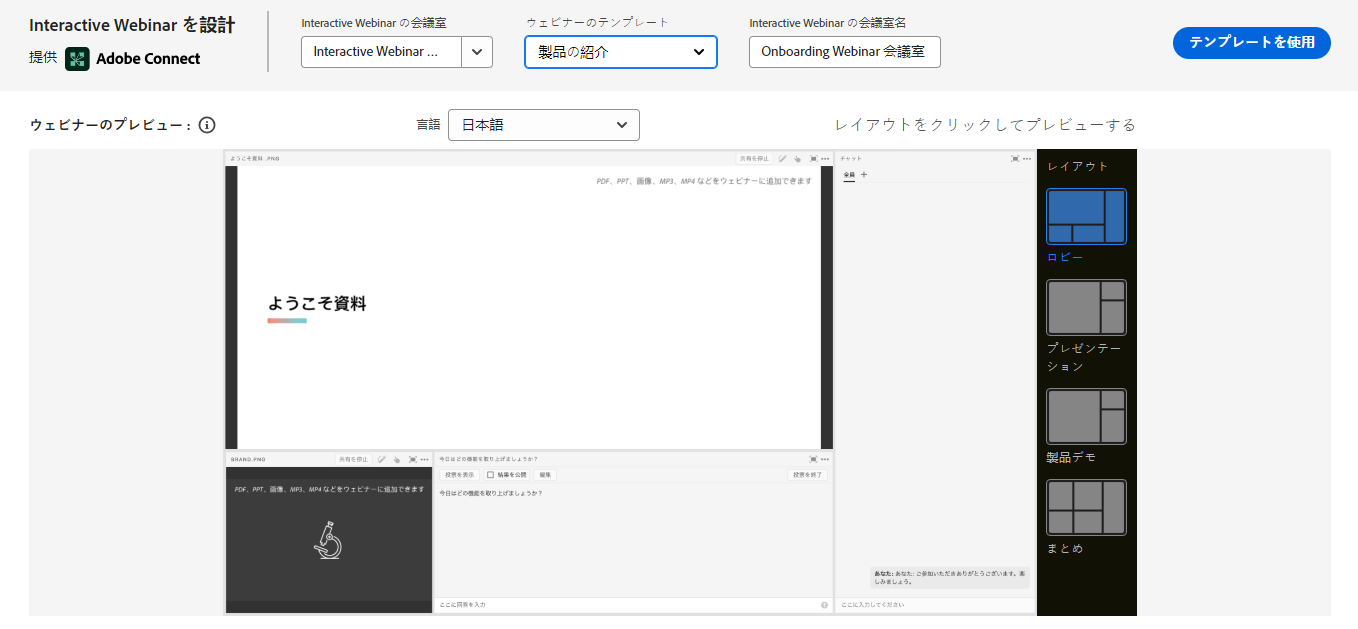 Interactive Webinar を設計
提供 Adobe Connect
Interactive Webinar の会議室
Interactive Webinar ...
ウェビナーのテンプレート
製品の紹介
Interactive Webinar の会議室名
Onboarding Webinar 会議室
テンプレートを使用
ウェビナーのプレビュー :
言語 日本語
レイアウトをクリックしてプレビューする
ようこそ資料 .PNG
共有を停止
PDF、PPT、画像、MP3、MP4 などをウェビナーに追加できます
ようこそ資料
チャット
全員 +
あなた: あなた: ご参加いただきありがとうございます。楽
しみましょう。
ここに入力してください
BRAND.PNG
共有を停止
PDF、PPT、画像、MP3、MP4 などをウェビナーに追加できます
今日はどの機能を取り上げましょうか?
投票を表示 結果を公開 編集 投票を終了
今日はどの機能を取り上げましょうか?
ここに回答を入力
レイアウト
ロビー
プレゼンテー
ション
製品デモ
まとめ